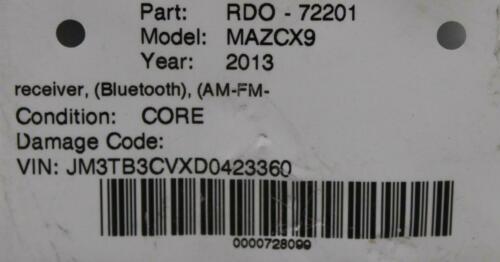 Part: RDO - 72201
Model: MAZCX9
Year: 2013
receiver, (Bluetooth), (AM-FM-
Condition: CORE
Damage Code:
VIN: JM3TB3CVXD0423360
0000728099